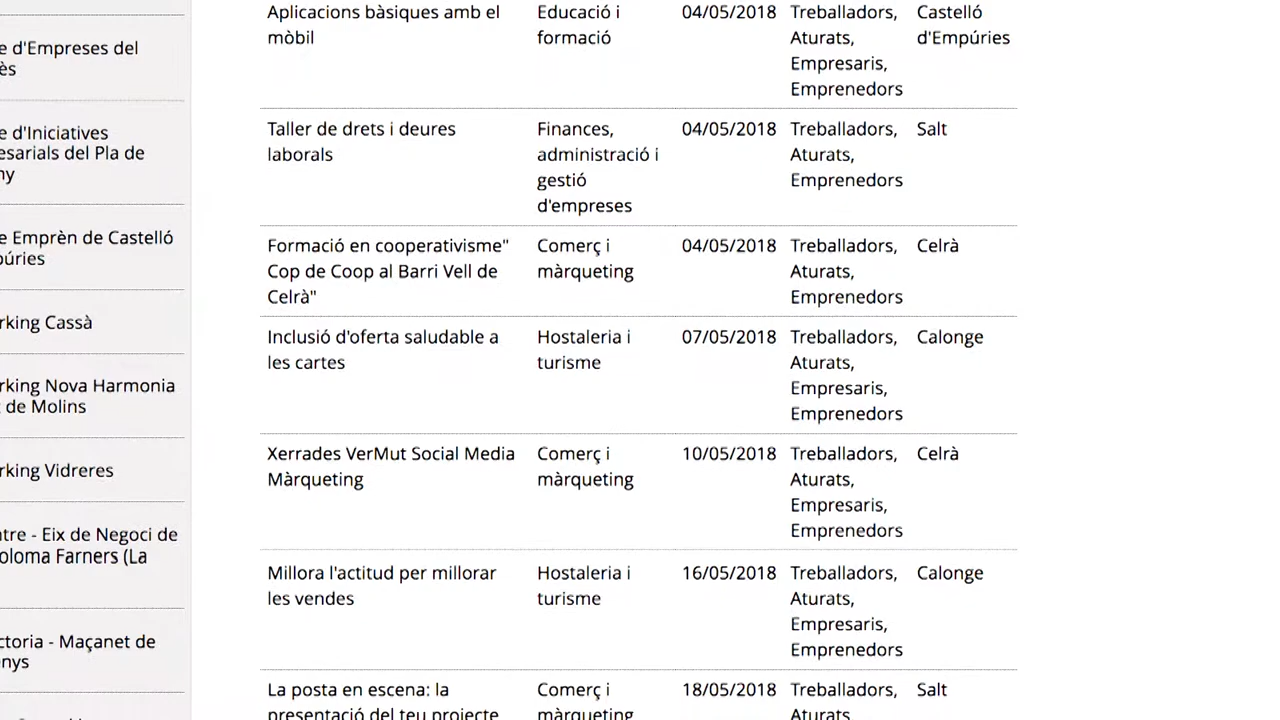 e d'Empreses del
ès
e d'Iniciatives
esarials del Pla de
ny
e Emprèn de Castelló
púries
rking Cassà
rking Nova Harmonia
de Molins
rking Vidreres
ntre - Eix de Negoci de
oloma Farners (La
ctoria - Maçanet de
nys
Aplicacions bàsiques amb el
mòbil
Educació i
formació
04/05/2018
Treballadors,
Aturats,
Empresaris,
Emprenedors
Castelló
d'Empúries
Taller de drets i deures
laborals
Finances,
administració i
gestió
d'empreses
04/05/2018
Treballadors,
Aturats,
Emprenedors
Salt
Formació en cooperativisme"
Cop de Coop al Barri Vell de
Celrà"
Comerç i
màrqueting
04/05/2018
Treballadors,
Aturats,
Emprenedors
Celrà
Inclusió d'oferta saludable a
les cartes
Hostaleria i
turisme
07/05/2018
Treballadors,
Aturats,
Empresaris,
Emprenedors
Calonge
Xerrades VerMut Social Media
Màrqueting
Comerç i
màrqueting
10/05/2018
Treballadors,
Aturats,
Empresaris,
Emprenedors
Celrà
Millora l'actitud per millorar
les vendes
Hostaleria i
turisme
16/05/2018
Treballadors,
Aturats,
Empresaris,
Emprenedors
Calonge
La posta en escena: la
presentació del teu projecte
Comerç i
màrqueting
18/05/2018
Treballadors,
Aturats,
Salt